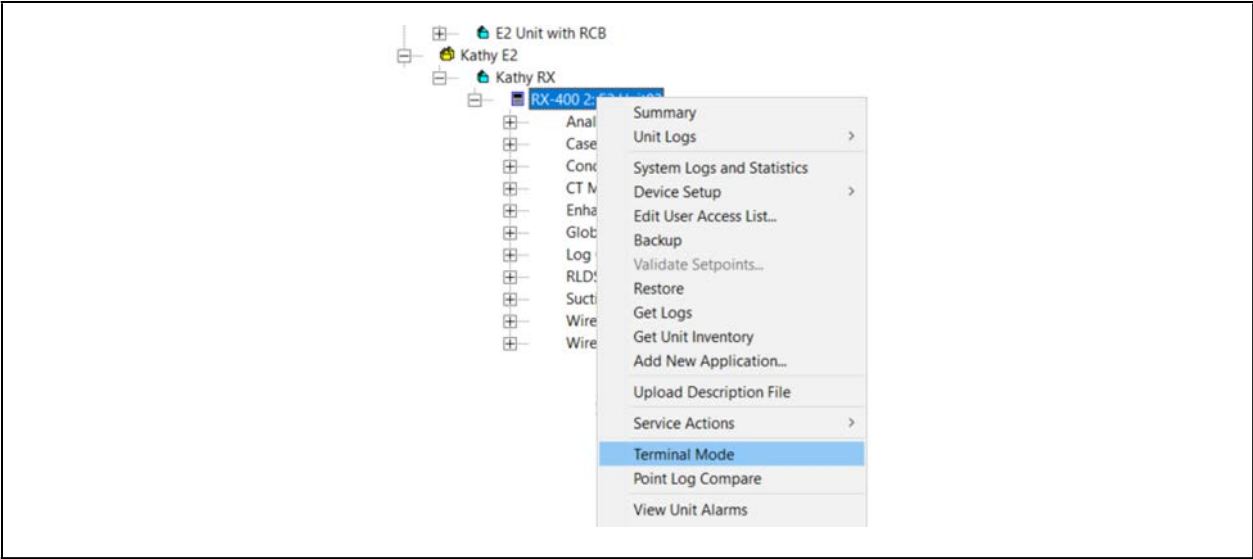 E2 Unit with RCB
Kathy E2
Kathy RX
RX-400 2:
Summary
Anal
Unit Logs
Case
Cond
System Logs and Statistics
CT M
Device Setup
Enha
Edit User Access List...
Glob
Backup
Log
Validate Setpoints...
RLDS
Restore
Sucti
Get Logs
Wire
Get Unit Inventory
Wire
Add New Application...
Upload Description File
Service Actions
Terminal Mode
Point Log Compare
View Unit Alarms